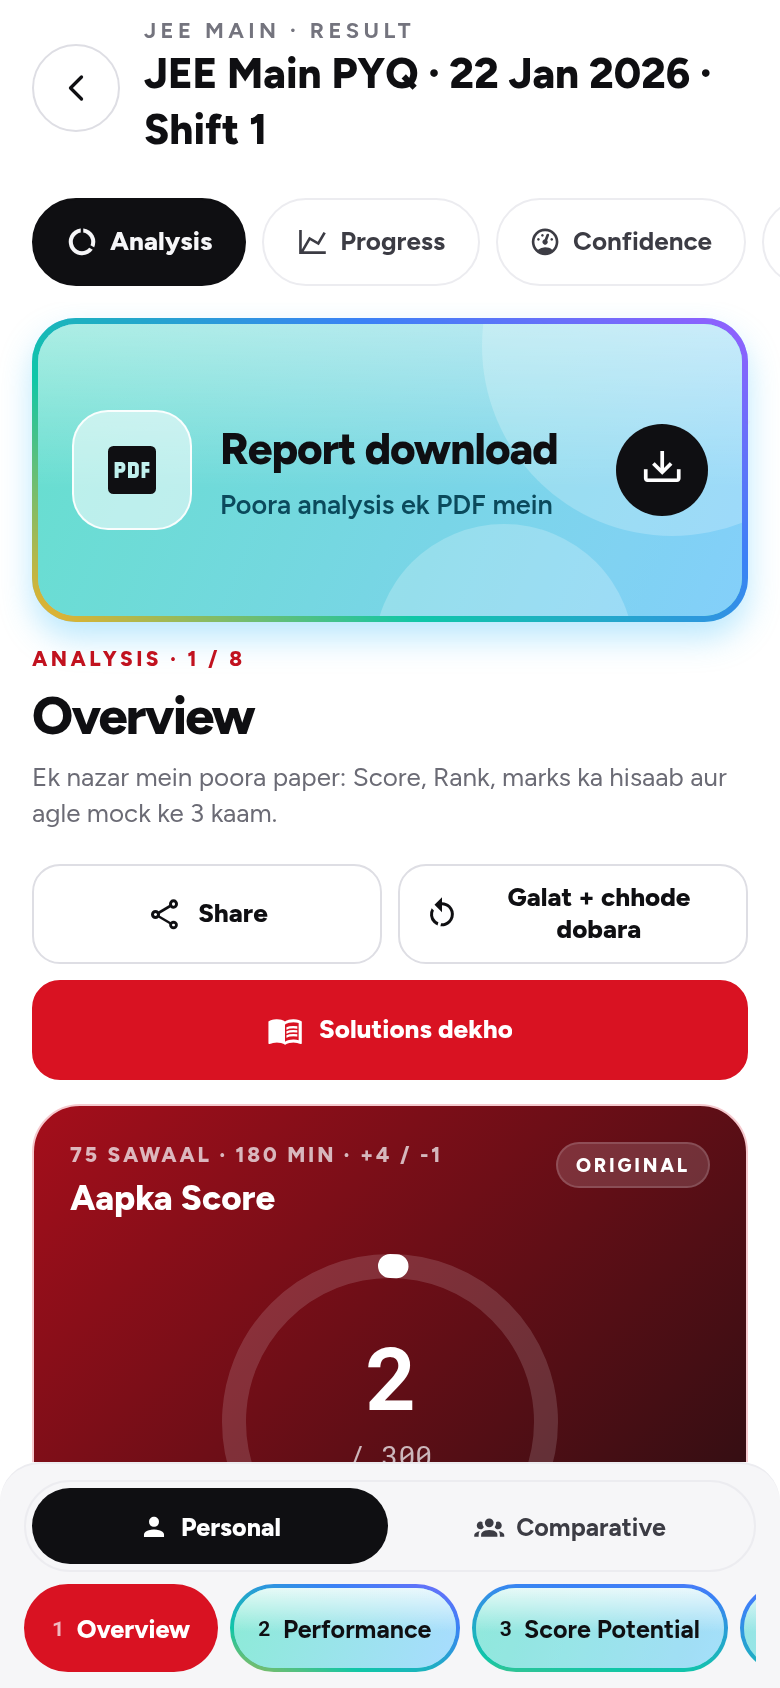 JEE MAIN · RESULT
JEE Main PYQ · 22 Jan 2026 ·
Shift 1
Analysis
Progress
Confidence
PDF
Report download
Poora analysis ek PDF mein
ANALYSIS · 1 / 8
Overview
Ek nazar mein poora paper: Score, Rank, marks ka hisaab aur
agle mock ke 3 kaam.
Share
Galat + chhode
dobara
Solutions dekho
75 SAWAAL · 180 MIN · +4 / -1
ORIGINAL
Aapka Score
2
/ 300
Personal
Comparative
1 Overview
2 Performance
3 Score Potential